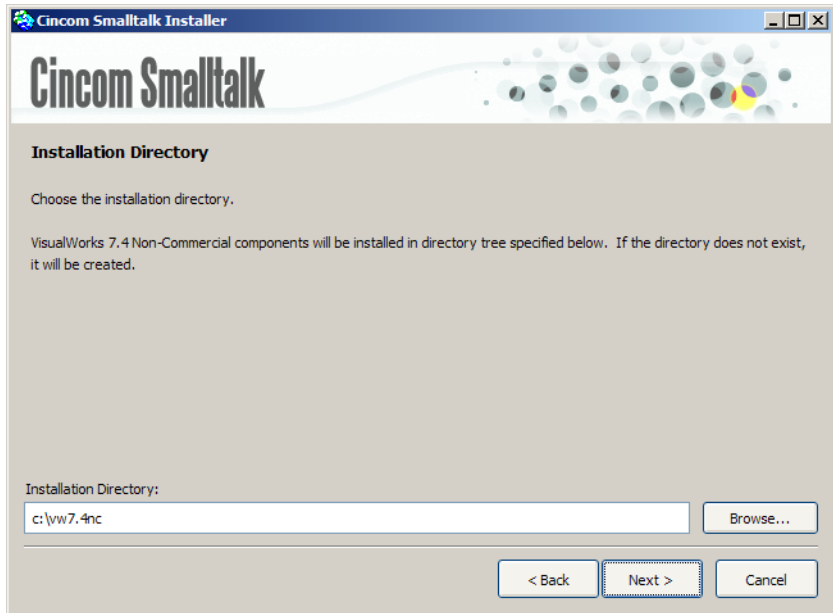 Cincom Smalltalk Installer
Cincom Smalltalk
Installation Directory
Choose the installation directory.
VisualWorks 7.4 Non-Commercial components will be installed in directory tree specified below.  If the directory does not exist,
it will be created.
Installation Directory:
c:\vw7.4nc
Browse...
< Back
Next >
Cancel